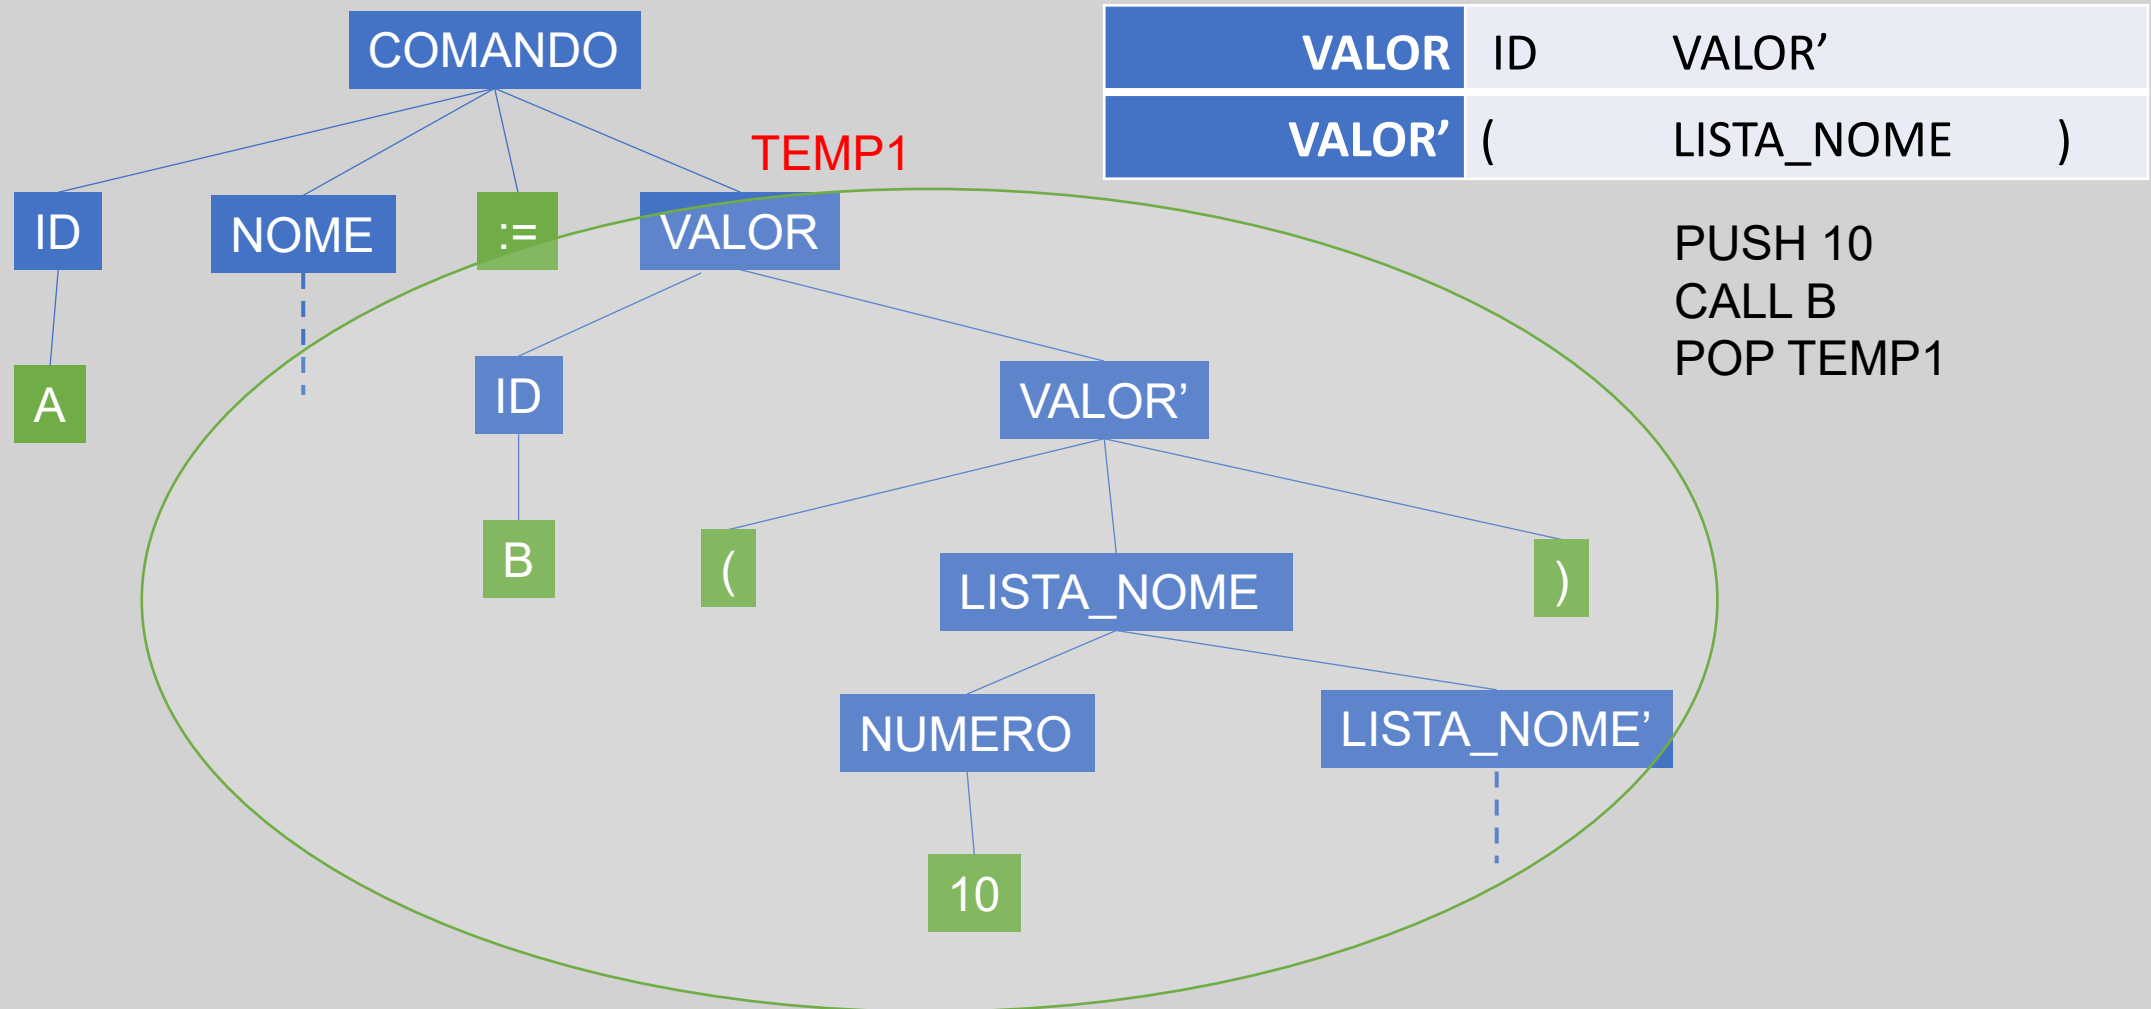 COMANDO
VALOR ID VALOR’
VALOR’ ( LISTA_NOME )
TEMP1
ID NOME := VALOR
PUSH 10
CALL B
POP TEMP1
A
ID VALOR’
B ( LISTA_NOME )
NUMERO LISTA_NOME’
10